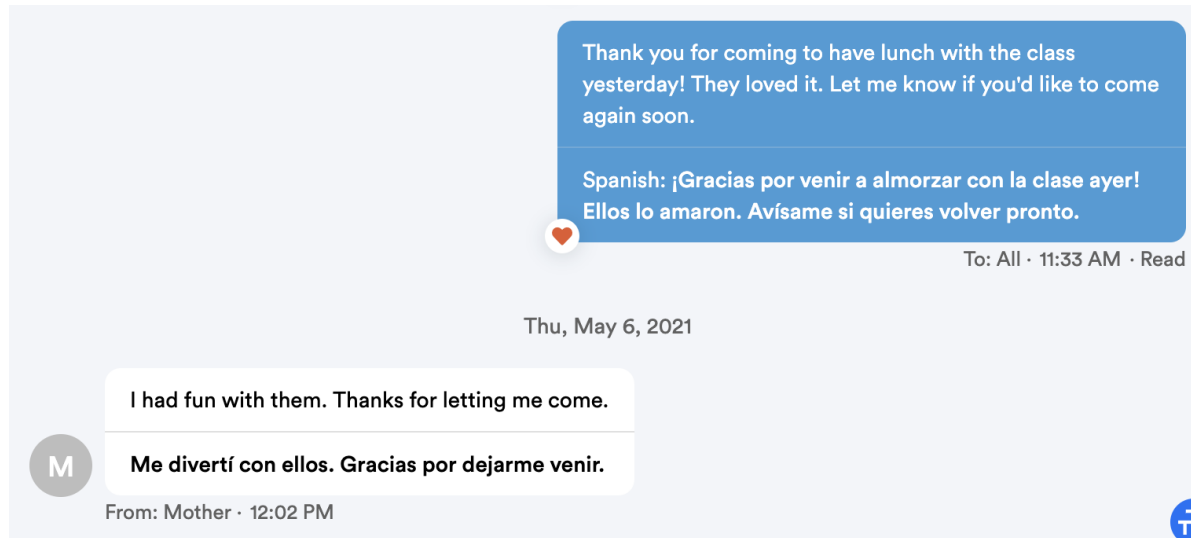 Thank you for coming to have lunch with the class
yesterday! They loved it. Let me know if you'd like to come
again soon.
Spanish: ¡Gracias por venir a almorzar con la clase ayer!
Ellos lo amaron. Avísame si quieres volver pronto.
To: All · 11:33 AM · Read
Thu, May 6, 2021
I had fun with them. Thanks for letting me come.
M
Me divertí con ellos. Gracias por dejarme venir.
From: Mother · 12:02 PM